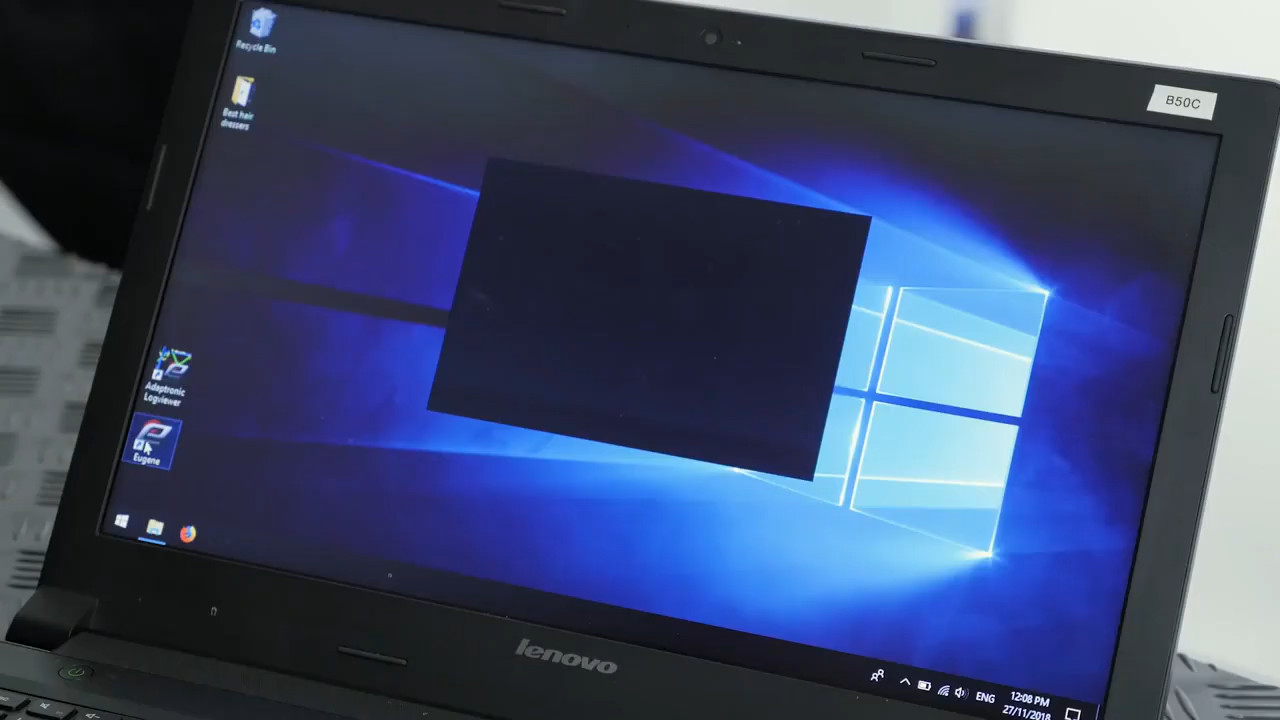 Recycle Bin
B50C
Best hair
dressers
Adaptronic
Logviewer
Eugene
lenovo
ENG
12:08 PM
27/11/2018